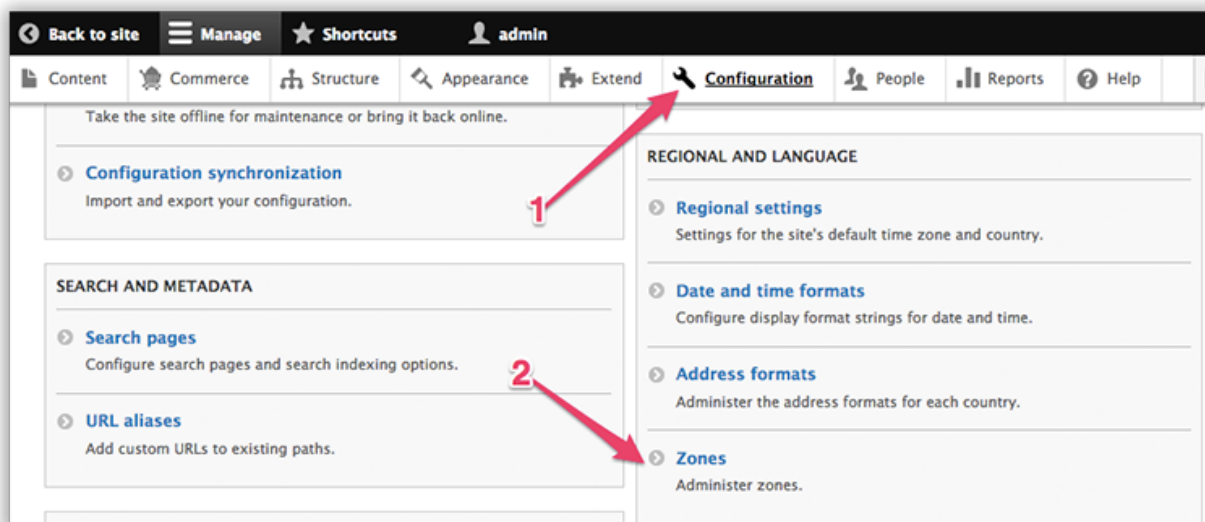 Back to site Manage Shortcuts admin
Content Commerce Structure Appearance Extend Configuration People Reports Help
Take the site offline for maintenance or bring it back online.
Configuration synchronization
Import and export your configuration.
1
SEARCH AND METADATA
Search pages
Configure search pages and search indexing options.
URL aliases
Add custom URLs to existing paths.
2
REGIONAL AND LANGUAGE
Regional settings
Settings for the site's default time zone and country.
Date and time formats
Configure display format strings for date and time.
Address formats
Administer the address formats for each country.
Zones
Administer zones.